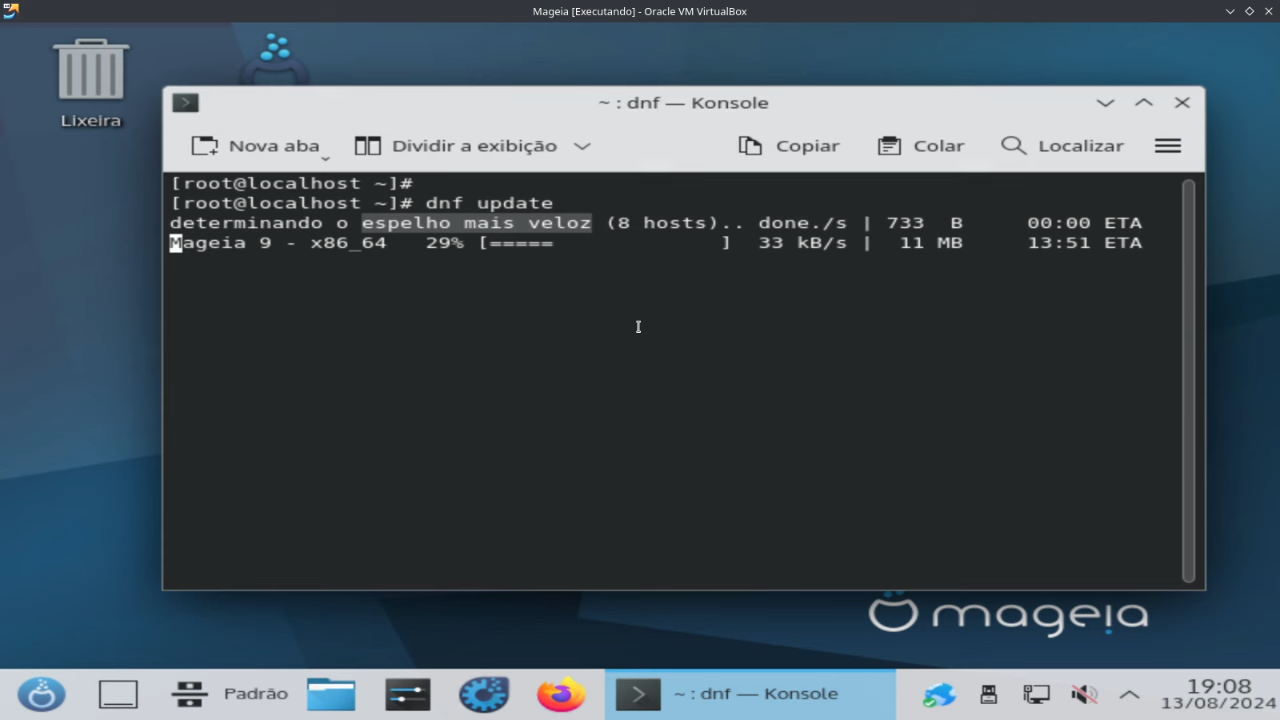 Mageia [Executando] - Oracle VM VirtualBox
Lixeira
~ : dnf — Konsole
Nova aba
Dividir a exibição
Copiar
Colar
Localizar
[root@localhost ~]#
[root@localhost ~]# dnf update
determinando o espelho mais veloz (8 hosts).. done./s | 733  B     00:00 ETA
Mageia 9 - x86_64   29% [=====             ]  33 kB/s |  11 MB     13:51 ETA
mageia
Padrão
~ : dnf — Konsole
19:08
13/08/2024